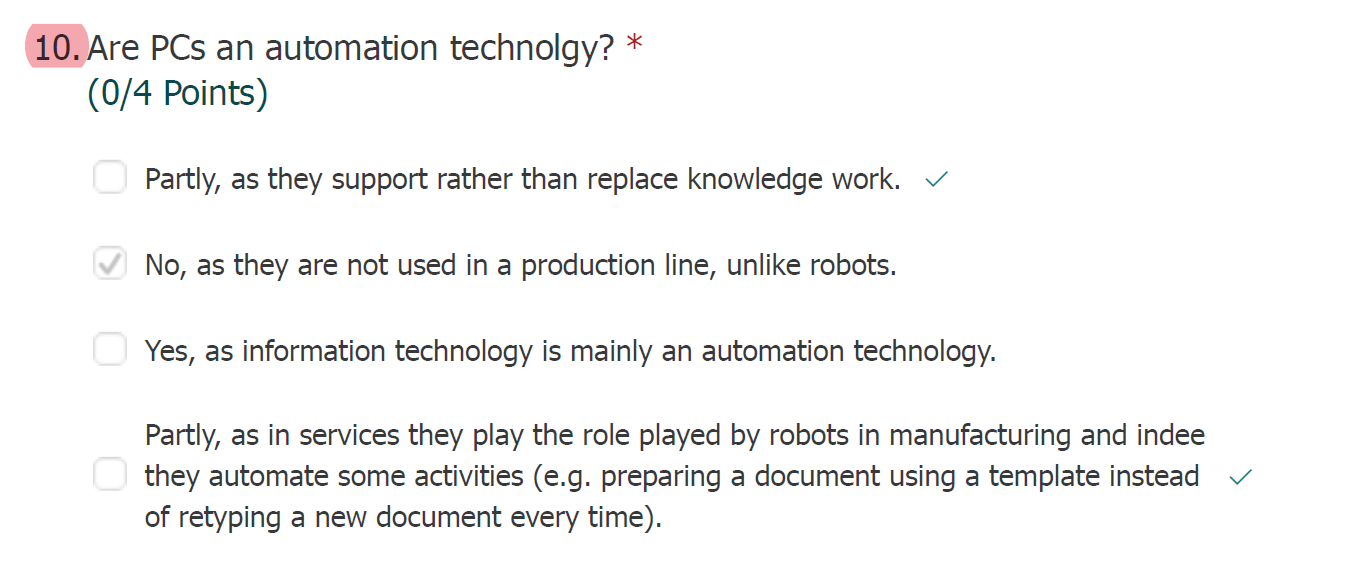 10. Are PCs an automation technolgy? *
(0/4 Points)
Partly, as they support rather than replace knowledge work.
No, as they are not used in a production line, unlike robots.
Yes, as information technology is mainly an automation technology.
Partly, as in services they play the role played by robots in manufacturing and indee
they automate some activities (e.g. preparing a document using a template instead
of retyping a new document every time).